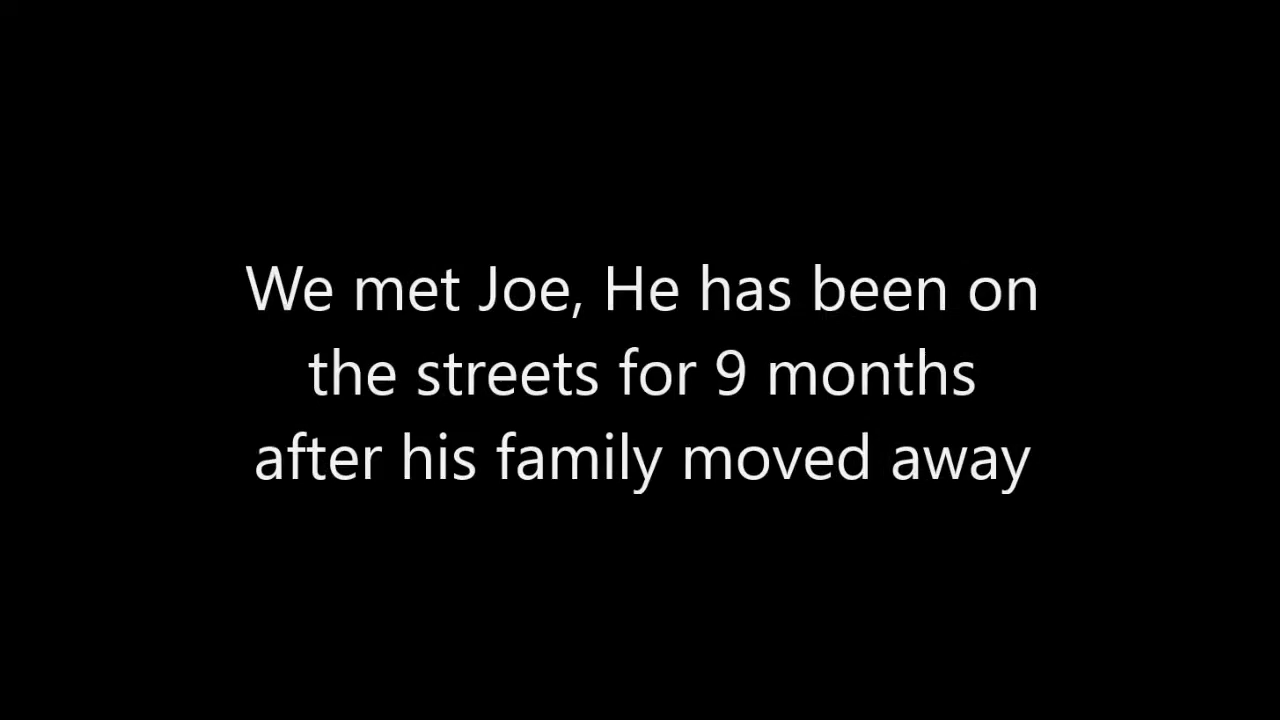 We met Joe, He has been on
the streets for 9 months
after his family moved away